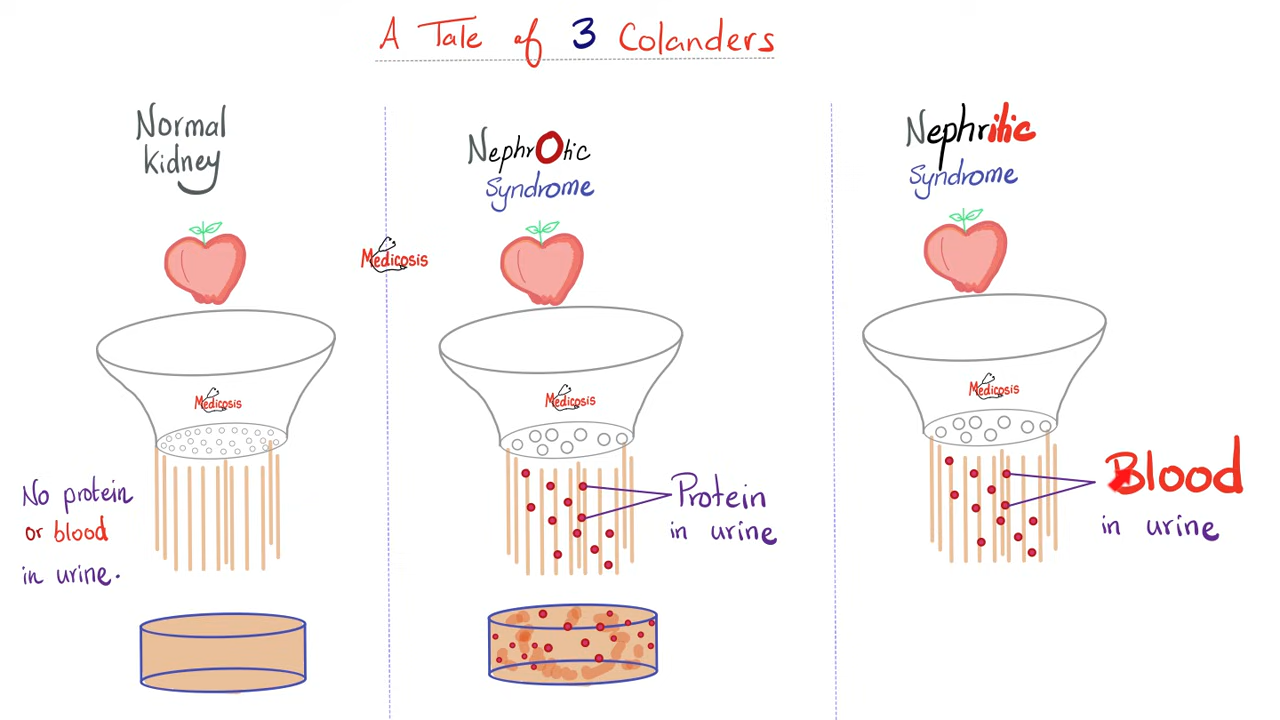 A Tale of 3 Colanders
Normal
kidney
NephrOtic
Syndrome
Nephritic
Syndrome
Medicosis
Medicosis
Medicosis
Medicosis
No protein
or blood
in urine.
Protein
in urine
Blood
in urine